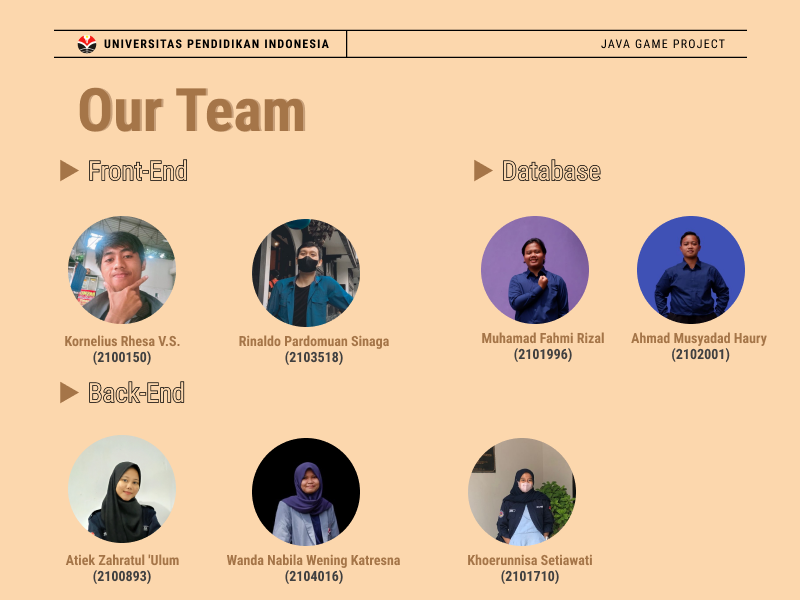 UNIVERSITAS PENDIDIKAN INDONESIA
JAVA GAME PROJECT
Our Team
Front-End
Kornelius Rhesa V.S.
(2100150)
Rinaldo Pardomuan Sinaga
(2103518)
Database
Muhamad Fahmi Rizal
(2101996)
Ahmad Musyadad Haury
(2102001)
Back-End
Atiek Zahratul 'Ulum
(2100893)
Wanda Nabila Wening Katresna
(2104016)
Khoerunnisa Setiawati
(2101710)